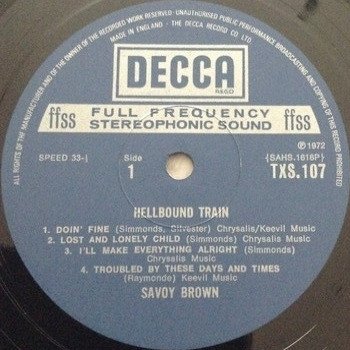 ALL RIGHTS OF THE MANUFACTURER AND OF THE OWNER OF THE RECORDED WORK RESERVED. UNAUTHORISED PUBLIC PERFORMANCE BROADCASTING AND COPYING OF THIS RECORD PROHIBITED
MADE IN ENGLAND. THE DECCA RECORD CO LTD
DECCA
REGD
ffss FULL FREQUENCY ffss
STEREOPHONIC SOUND
℗1972
SPEED 33⅓ Side (SAHS.1616P)
1 TXS.107
HELLBOUND TRAIN
1. DOIN' FINE (Simmonds, Silvester) Chrysalis/Keevil Music
2. LOST AND LONELY CHILD (Simmonds) Chrysalis Music
3. I'LL MAKE EVERYTHING ALRIGHT (Simmonds)
Chrysalis Music
4. TROUBLED BY THESE DAYS AND TIMES
(Raymonde) Keevil Music
SAVOY BROWN